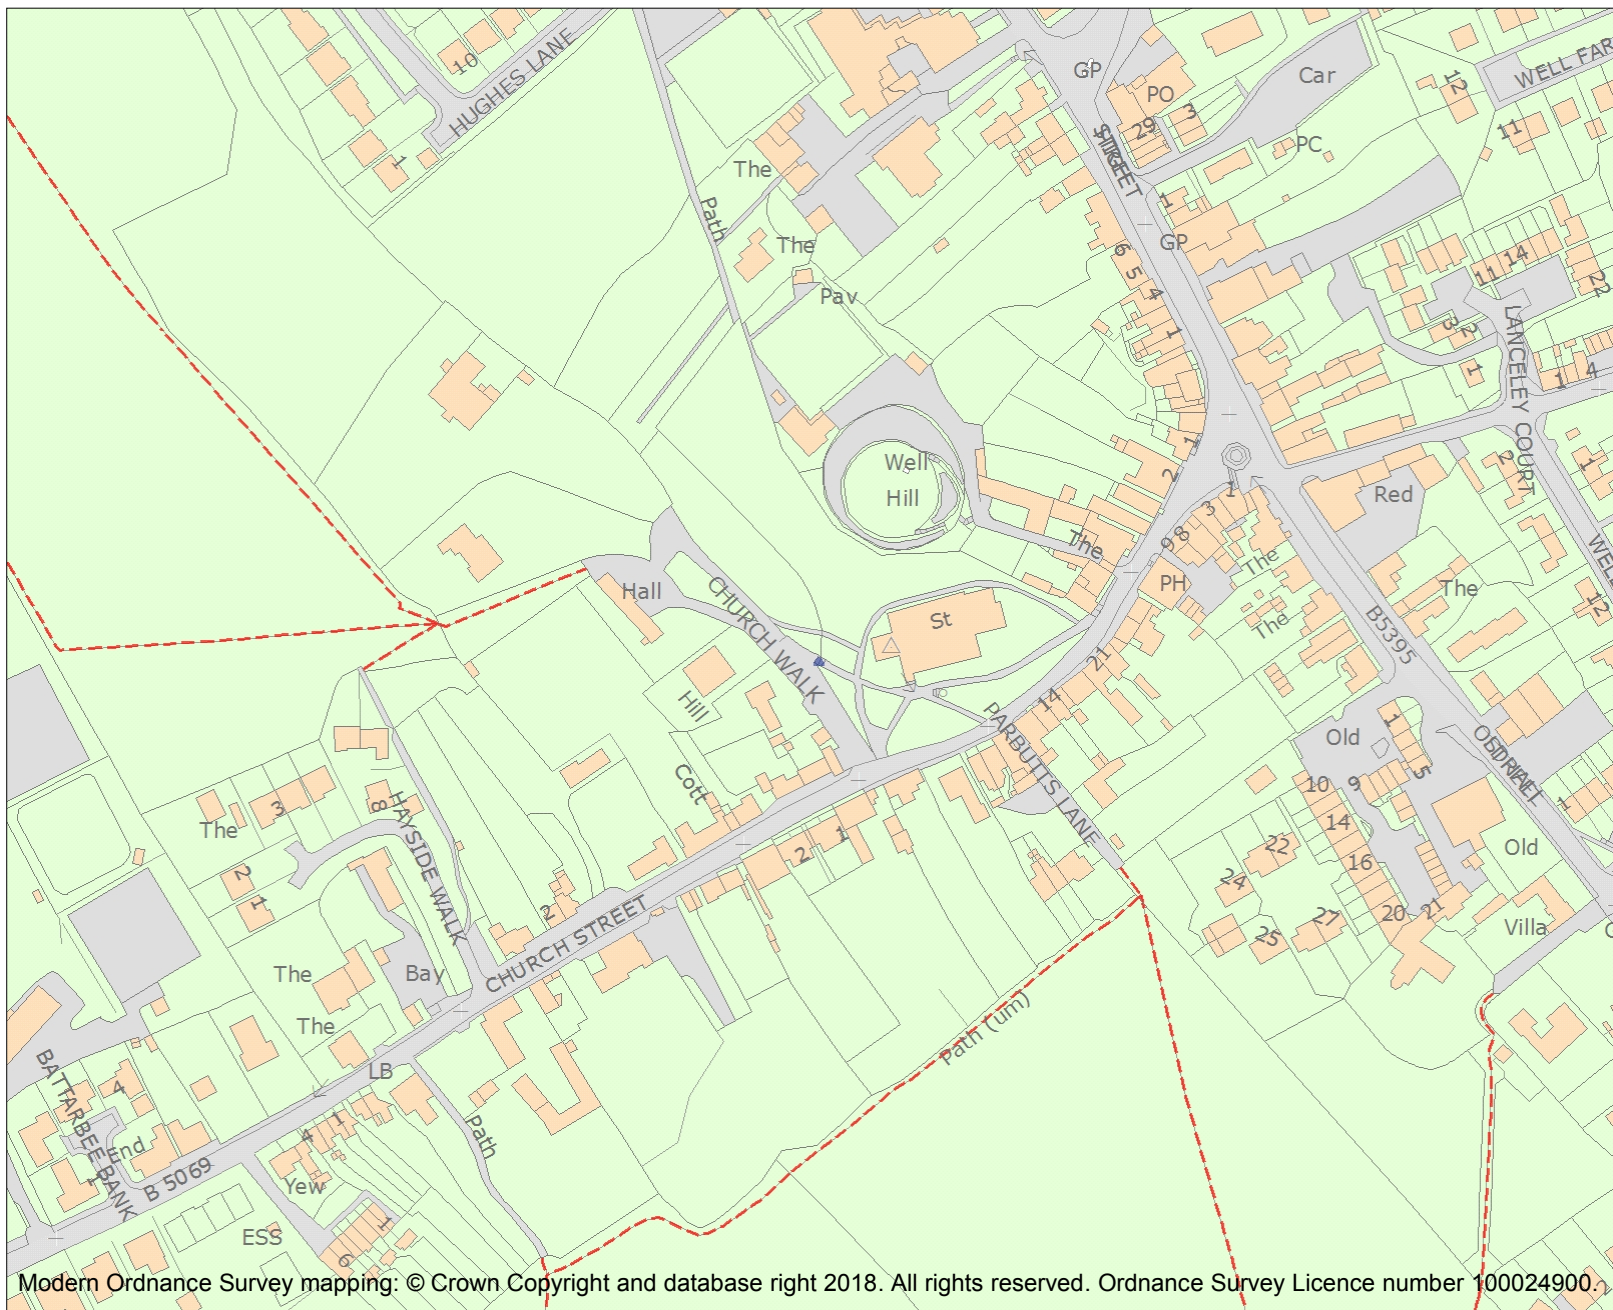 10
HUGHES LANE
1
GP
Car
WELL FAR
12
PO
29
3
11
PC
The
HIGH
STREET
Path
1
The
GP
Pav
6
5
4
1
11
14
22
3
2
1
LANCELEY COURT
1
4
1
2
Well
Hill
1
3
8
9
Red
2
1
The
The
PH
The
The
12
Hall
CHURCH WALK
St
B5395
21
14
PARBUTTS LANE
Hill
Old
1
5
OLDHALL
STREET
Cott
10
9
14
22
16
1
Old
24
20
21
27
25
Villa
HAYSIDE WALK
8
3
The
2
1
2
1
2
CHURCH STREET
The
Bay
The
Path (um)
LB
BATTARBEE BANK
4
End
1
4
1
Path
B 5069
Yew
ESS
1
6
2
Modern Ordnance Survey mapping: © Crown Copyright and database right 2018. All rights reserved. Ordnance Survey Licence number 100024900.